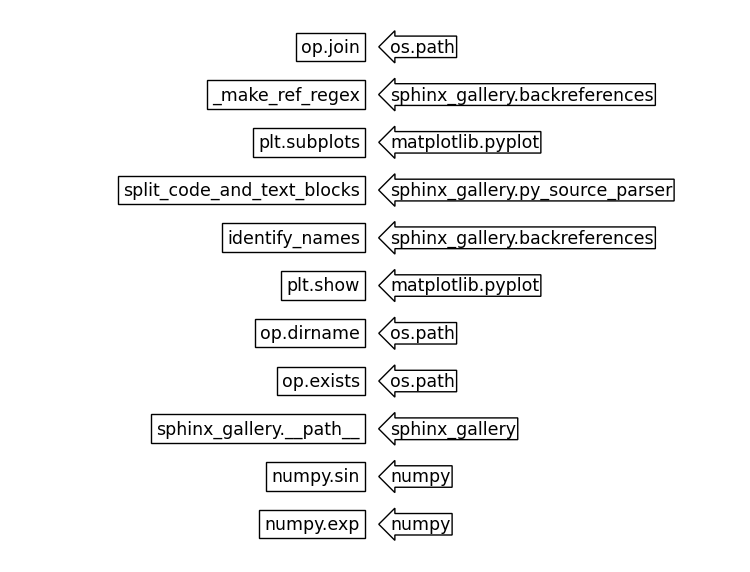 op.join os.path
_make_ref_regex sphinx_gallery.backreferences
plt.subplots matplotlib.pyplot
split_code_and_text_blocks sphinx_gallery.py_source_parser
identify_names sphinx_gallery.backreferences
plt.show matplotlib.pyplot
op.dirname os.path
op.exists os.path
sphinx_gallery.__path__ sphinx_gallery
numpy.sin numpy
numpy.exp numpy